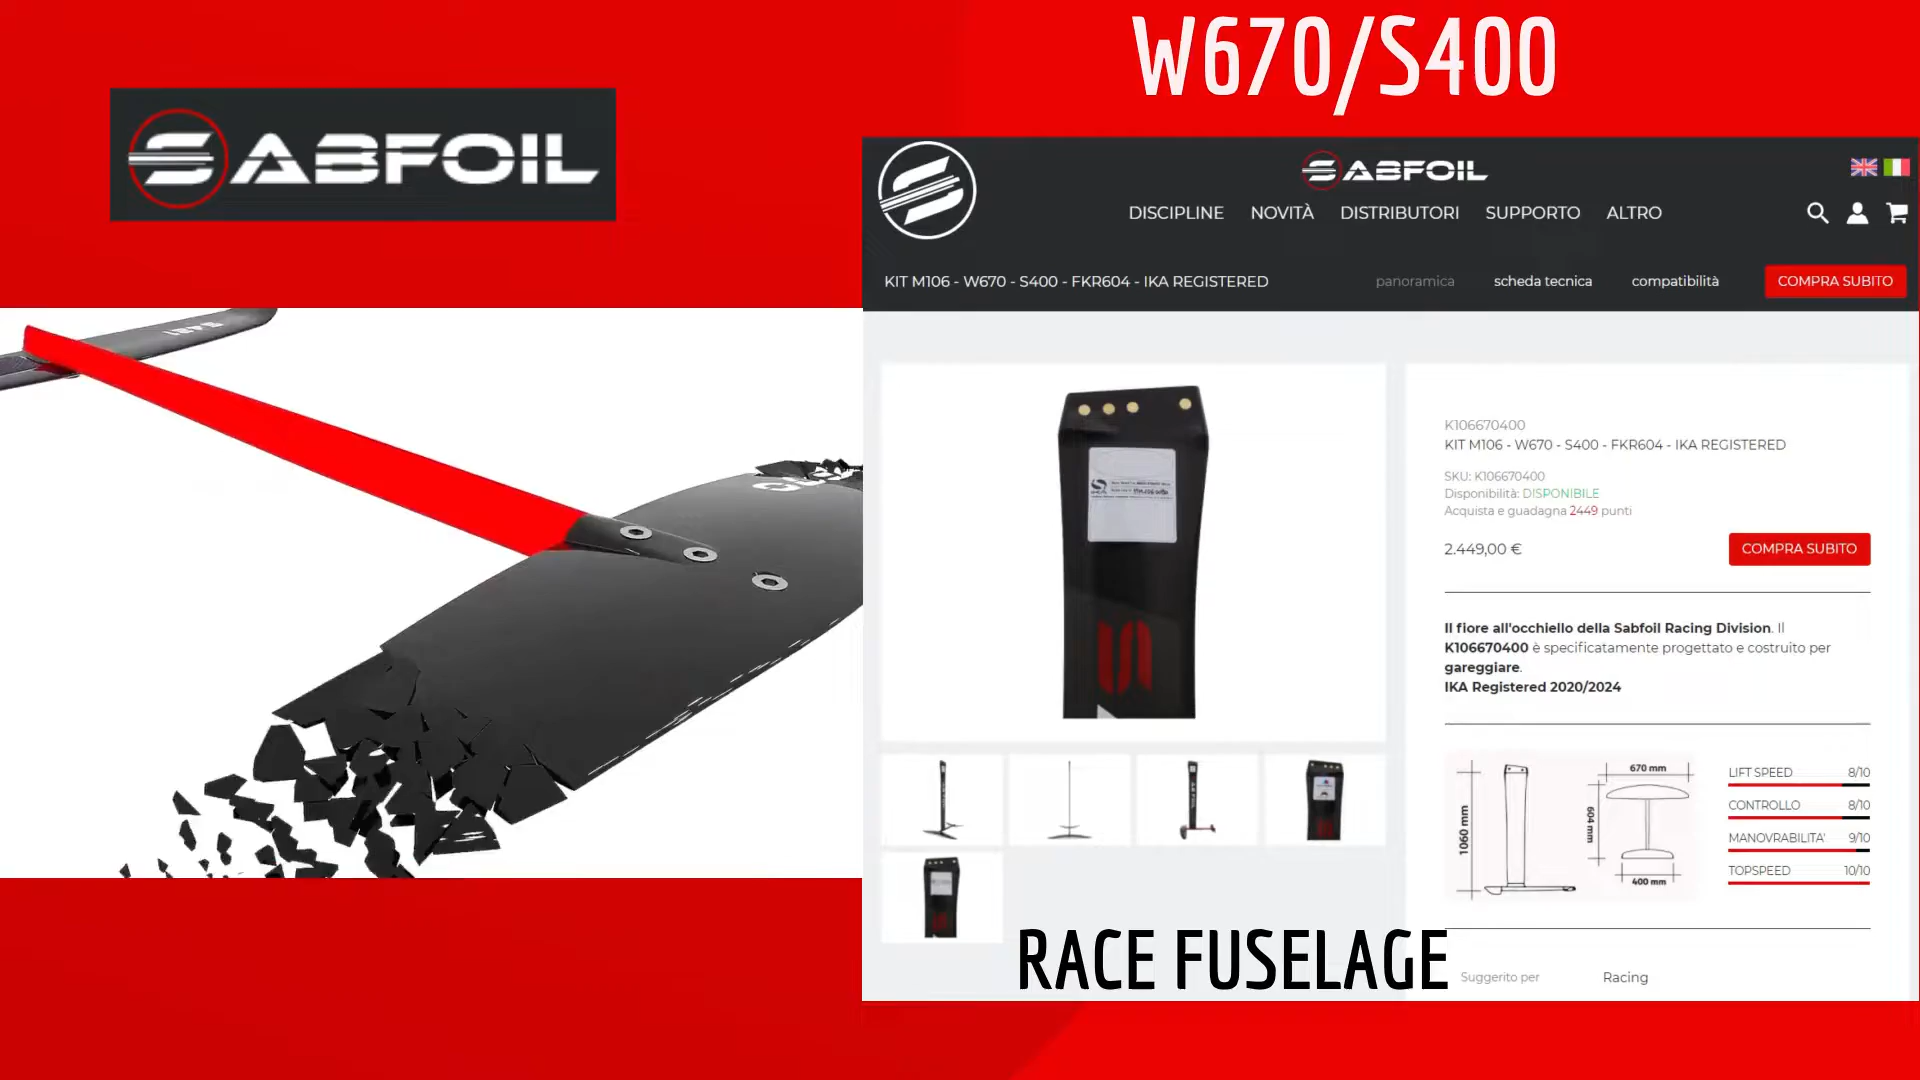 W670/S400
SABFOIL
SABFOIL
DISCIPLINE NOVITÀ DISTRIBUTORI SUPPORTO ALTRO
KIT M106 - W670 - S400 - FKR604 - IKA REGISTERED
panoramica scheda tecnica compatibilità COMPRA SUBITO
K106670400
KIT M106 - W670 - S400 - FKR604 - IKA REGISTERED
SKU: K106670400
Disponibilità: DISPONIBILE
Acquista e guadagna 2449 punti
2.449,00 € COMPRA SUBITO
Il fiore all'occhiello della Sabfoil Racing Division. Il
K106670400 è specificatamente progettato e costruito per
gareggiare.
IKA Registered 2020/2024
1060 mm
670 mm
604 mm
400 mm
LIFT SPEED 8/10
CONTROLLO 8/10
MANOVRABILITA' 9/10
TOPSPEED 10/10
RACE FUSELAGE
Suggerito per Racing